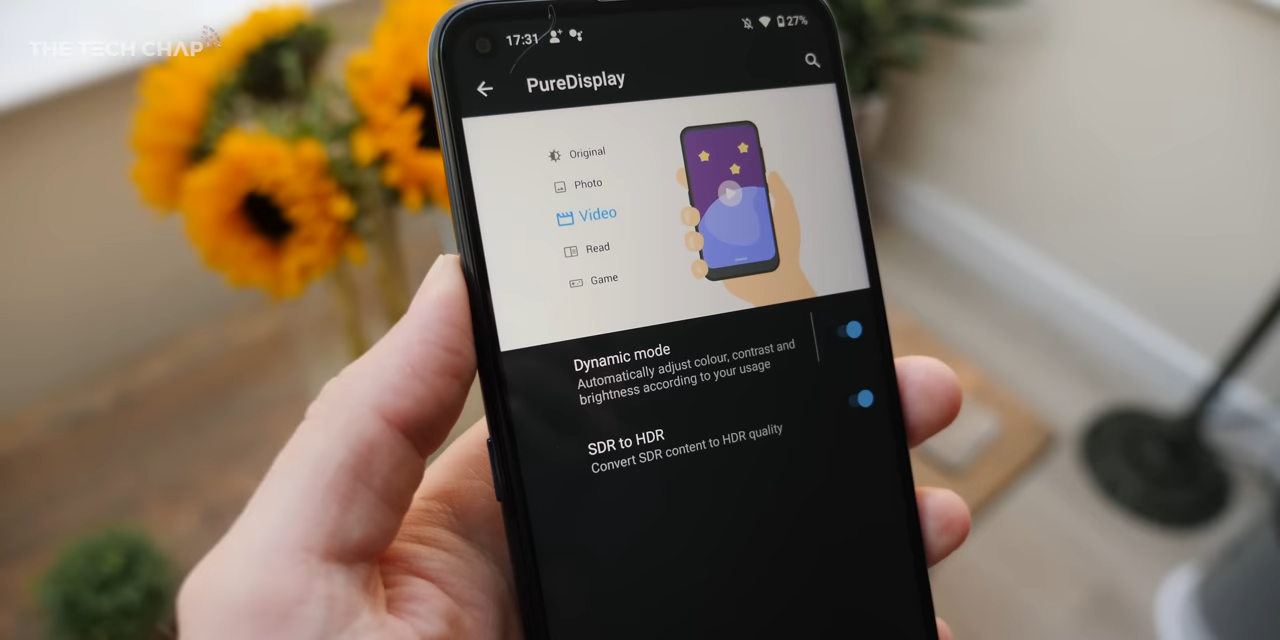 THE TECH CHAP
17:31
27%
PureDisplay
Original
Photo
Video
Read
Game
Dynamic mode
Automatically adjust colour, contrast and
brightness according to your usage
SDR to HDR
Convert SDR content to HDR quality